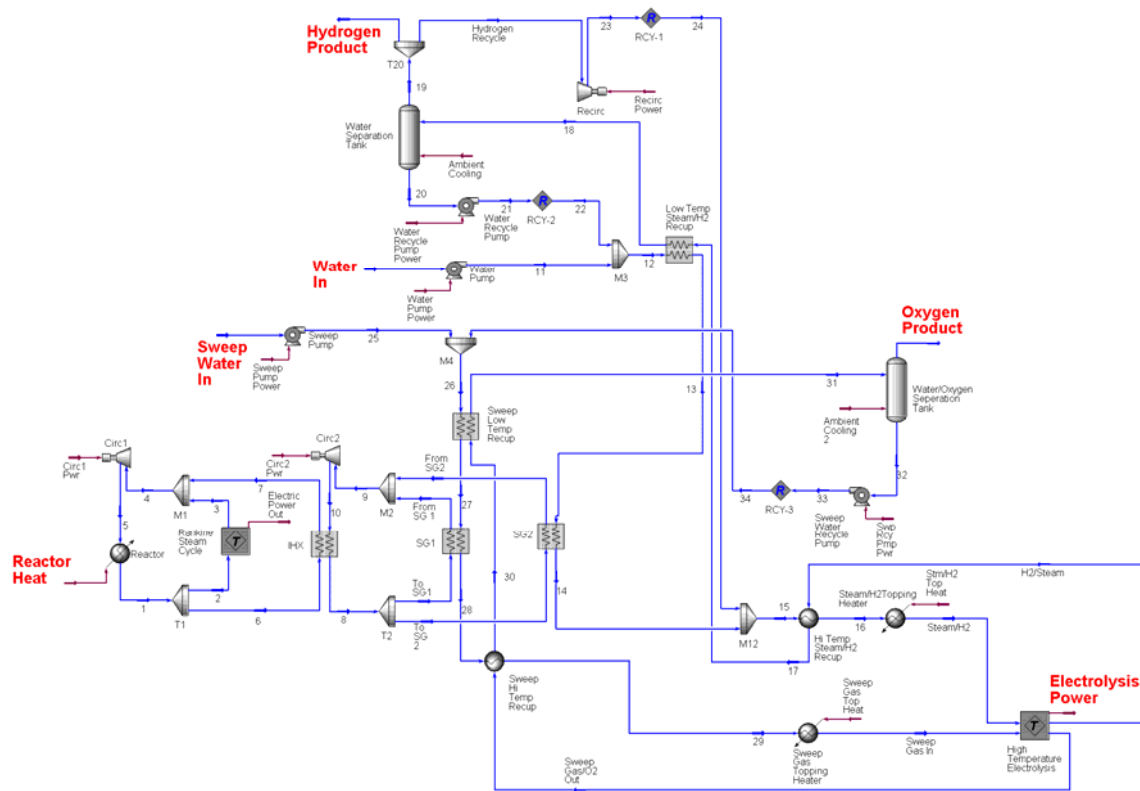 Hydrogen
Product
Hydrogen
Recycle
23
RCY-1
24
T20
19
Recirc
Recirc
Power
Water
Separation
Tank
18
Ambient
Cooling
20
21
22
Water
Recycle
Pump
Power
Water
Recycle
Pump
RCY-2
Low Temp
Steam/H2
Recup
Water
In
Water
Pump
11
M3
12
Water
Pump
Power
Oxygen
Product
Sweep
Water
In
Sweep
Pump
25
Sweep
Pump
Power
M4
26
13
31
Water/Oxygen
Seperation
Tank
Sweep
Low
Temp
Recup
Ambient
Cooling
2
32
Circ1
Circ1
Pwr
Circ2
Circ2
Pwr
From
SG2
4
M1
3
7
Electric
Power
Out
10
9
M2
From
SG 1
27
34
RCY-3
33
Sweep
Water
Recycle
Pump
Swp
Rcy
Pmp
Pwr
5
Reactor
Rankine
Steam
Cycle
IHX
SG1
SG2
30
Reactor
Heat
1
T1
2
6
8
T2
To
SG1
To
SG
2
28
14
H2/Steam
Stm/H2
Top
Heat
Steam/H2Topping
Heater
15
16
Steam/H2
M12
Hi Temp
Steam/H2
Recup
17
Sweep
Hi
Temp
Recup
Sweep
Gas
Top
Heat
Electrolysis
Power
29
Sweep
Gas
Topping
Heater
Sweep
Gas In
High
Temperature
Electrolysis
Sweep
Gas/O2
Out